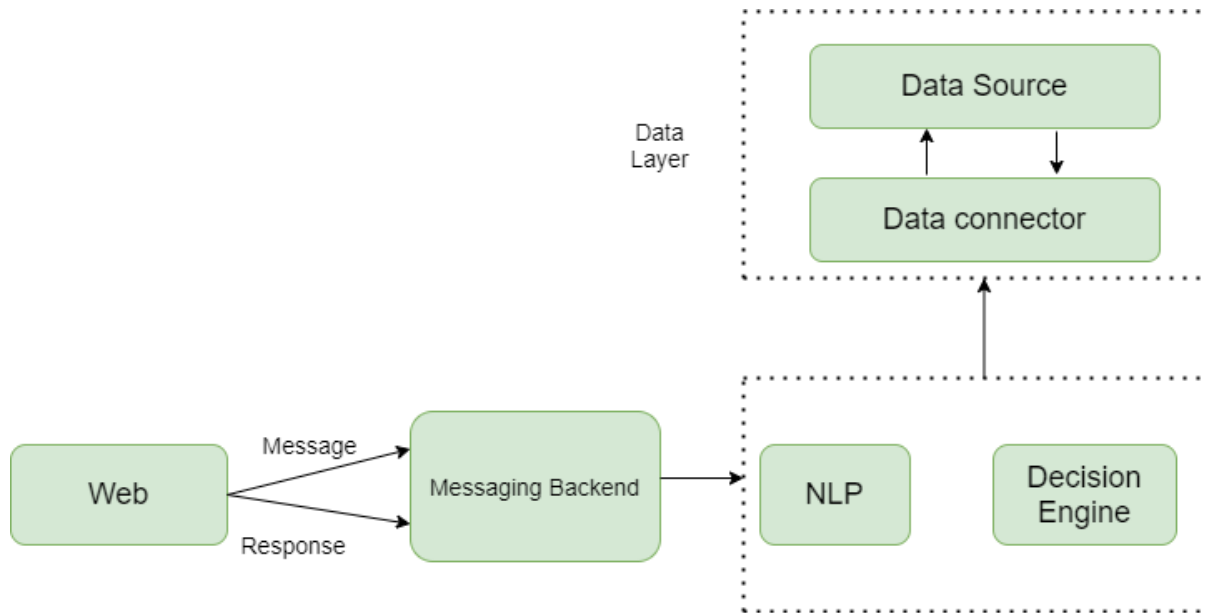 Data Source
Data
Layer
Data connector
Message
Web
Messaging Backend
NLP
Decision
Engine
Response